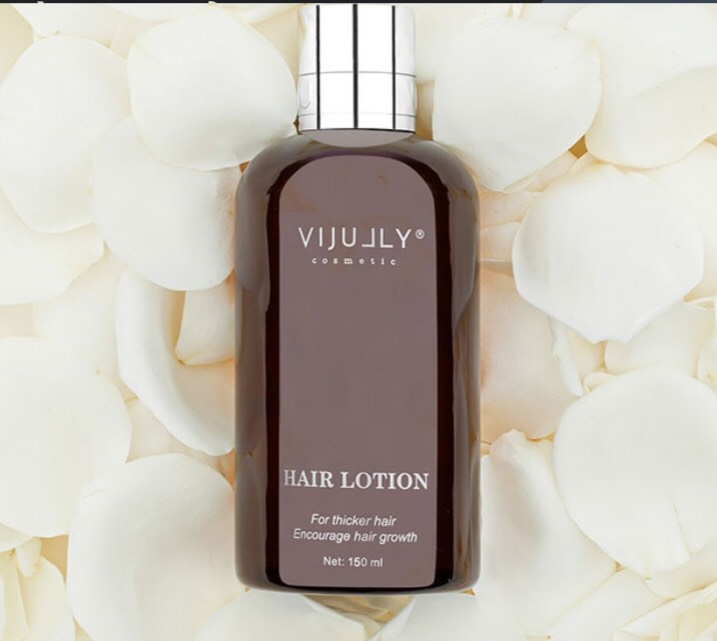 VIJULLY®
cosmetic
HAIR LOTION
For thicker hair
Encourage hair growth
Net: 150 ml